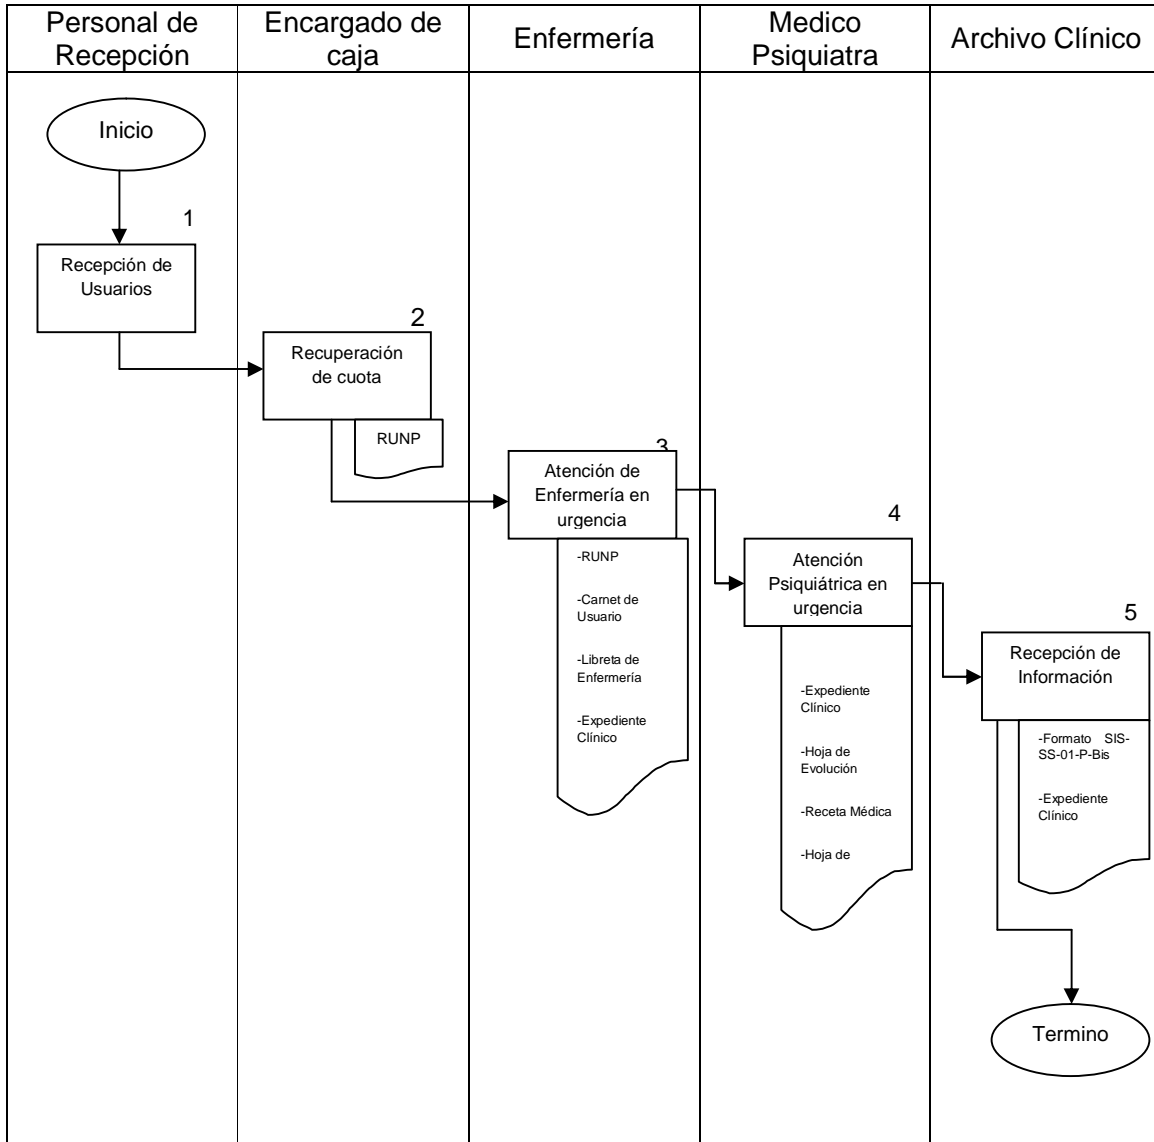 Personal de
Recepción
Encargado de
caja
Enfermería
Medico
Psiquiatra
Archivo Clínico
Inicio
1
Recepción de
Usuarios
2
Recuperación
de cuota
RUNP
3
Atención de
Enfermería en
urgencia
-RUNP
-Carnet de
Usuario
-Libreta de
Enfermería
-Expediente
Clínico
4
Atención
Psiquiátrica en
urgencia
-Expediente
Clínico
-Hoja de
Evolución
-Receta Médica
-Hoja de
5
Recepción de
Información
-Formato SIS-
SS-01-P-Bis
-Expediente
Clínico
Termino